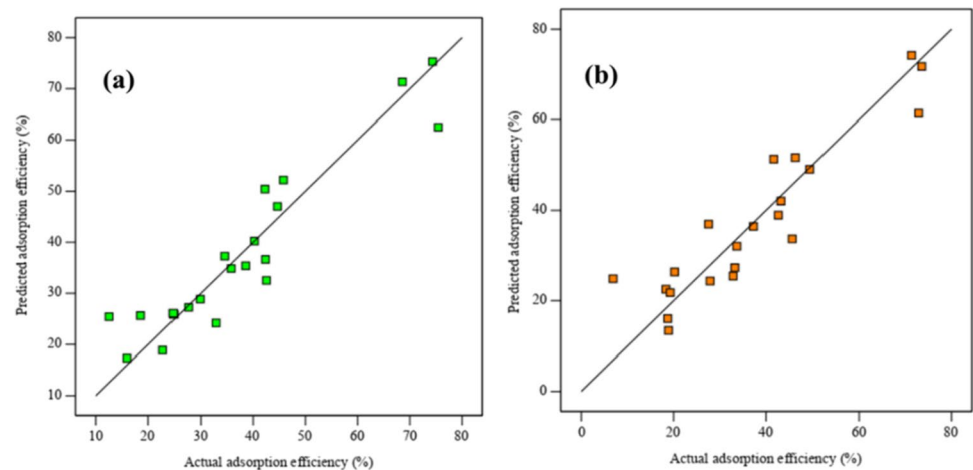 (a)
Predicted adsorption efficiency (%)
80
70
60
50
40
30
20
10
10 20 30 40 50 60 70 80
Actual adsorption efficiency (%)
(b)
Predicted adsorption efficiency (%)
80
60
40
20
0
0 20 40 60 80
Actual adsorption efficiency (%)